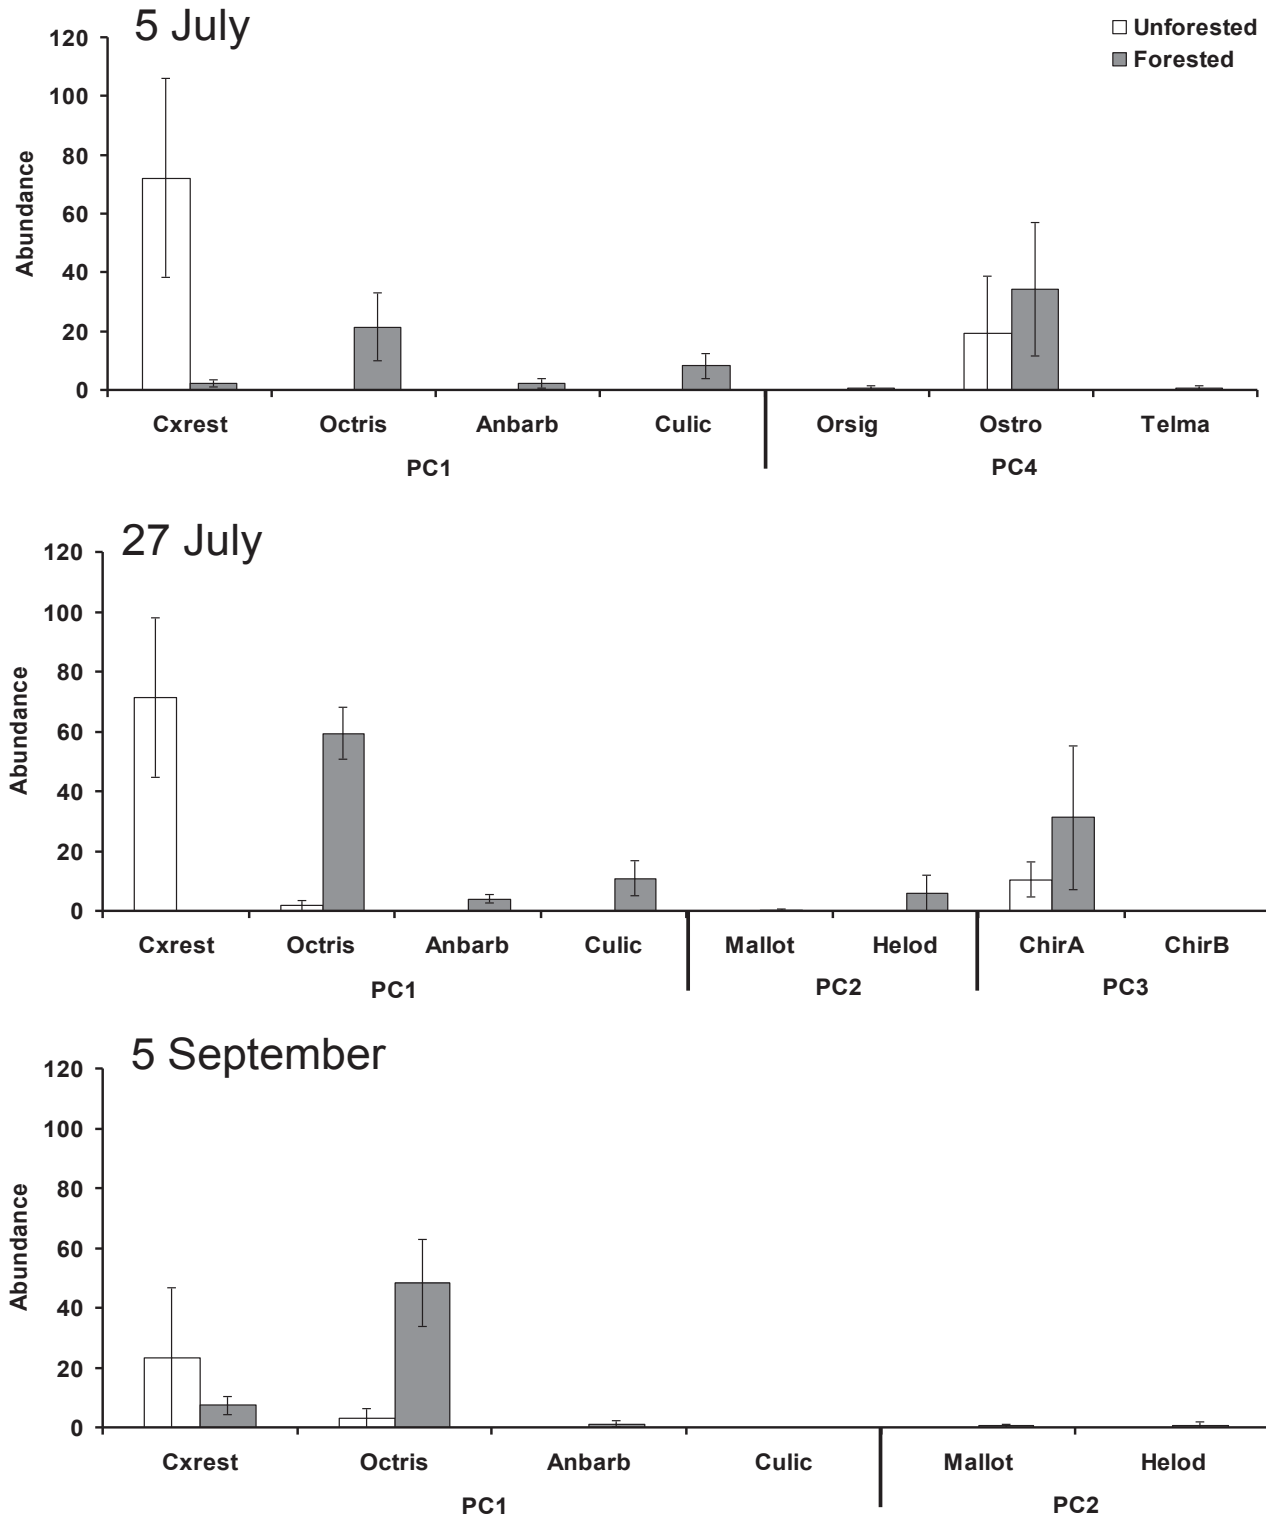 5 July
Unforested
Forested
120
100
80
60
40
20
0
Abundance
Cxrest Octris Anbarb Culic Orsig Ostro Telma
PC1 PC4
27 July
120
100
80
60
40
20
0
Abundance
Cxrest Octris Anbarb Culic Mallot Helod ChirA ChirB
PC1 PC2 PC3
5 September
120
100
80
60
40
20
0
Abundance
Cxrest Octris Anbarb Culic Mallot Helod
PC1 PC2